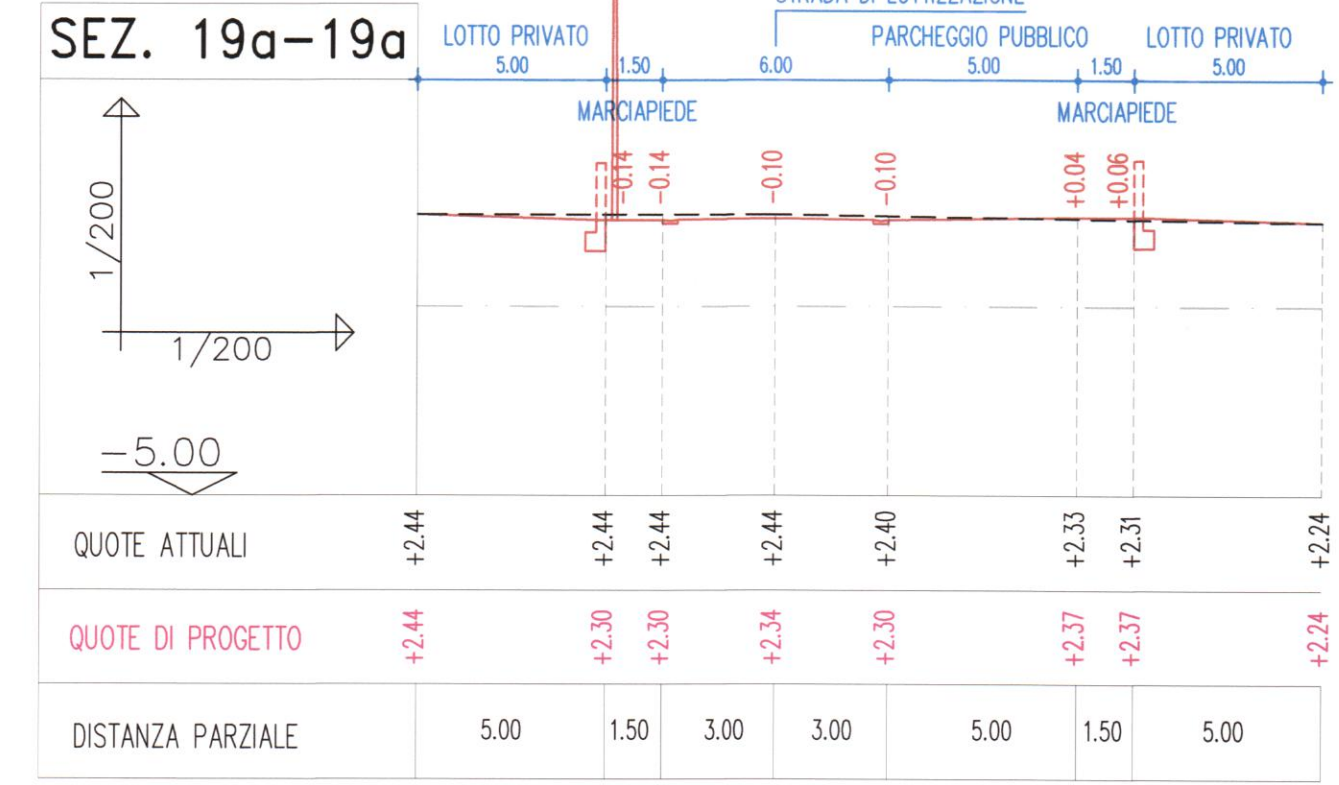 STRADA DI LOTTIZZAZIONE
SEZ. 19a-19a
LOTTO PRIVATO
PARCHEGGIO PUBBLICO
LOTTO PRIVATO
5.00 1.50 6.00 5.00 1.50 5.00
MARCIAPIEDE
MARCIAPIEDE
-0.14 -0.14 -0.10 -0.10 +0.04 +0.06
1/200
1/200
-5.00
QUOTE ATTUALI +2.44 +2.44 +2.44 +2.44 +2.40 +2.33 +2.31 +2.24
QUOTE DI PROGETTO +2.44 +2.30 +2.30 +2.34 +2.30 +2.37 +2.37 +2.24
DISTANZA PARZIALE 5.00 1.50 3.00 3.00 5.00 1.50 5.00